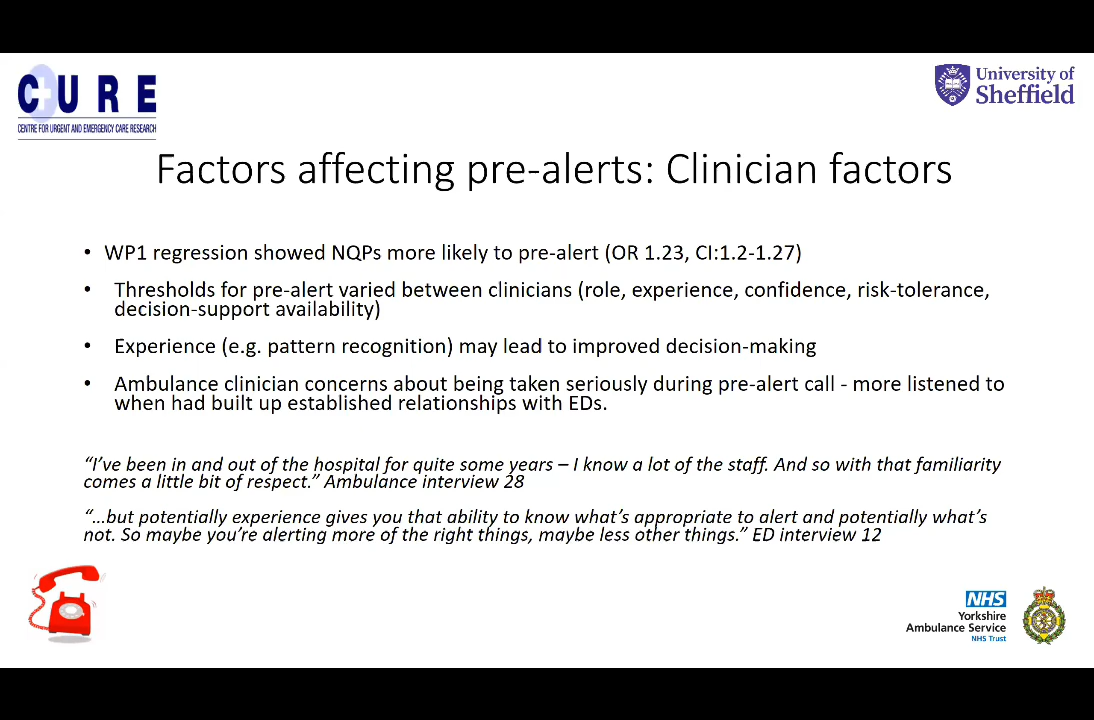 CURE
CENTRE FOR URGENT AND EMERGENCY CARE RESEARCH
University of
Sheffield
Factors affecting pre-alerts: Clinician factors
• WP1 regression showed NQPs more likely to pre-alert (OR 1.23, CI:1.2-1.27)
• Thresholds for pre-alert varied between clinicians (role, experience, confidence, risk-tolerance,
decision-support availability)
• Experience (e.g. pattern recognition) may lead to improved decision-making
• Ambulance clinician concerns about being taken seriously during pre-alert call - more listened to
when had built up established relationships with EDs.
“I’ve been in and out of the hospital for quite some years – I know a lot of the staff. And so with that familiarity
comes a little bit of respect.” Ambulance interview 28
“…but potentially experience gives you that ability to know what’s appropriate to alert and potentially what’s
not. So maybe you’re alerting more of the right things, maybe less other things.” ED interview 12
NHS
Yorkshire
Ambulance Service
NHS Trust